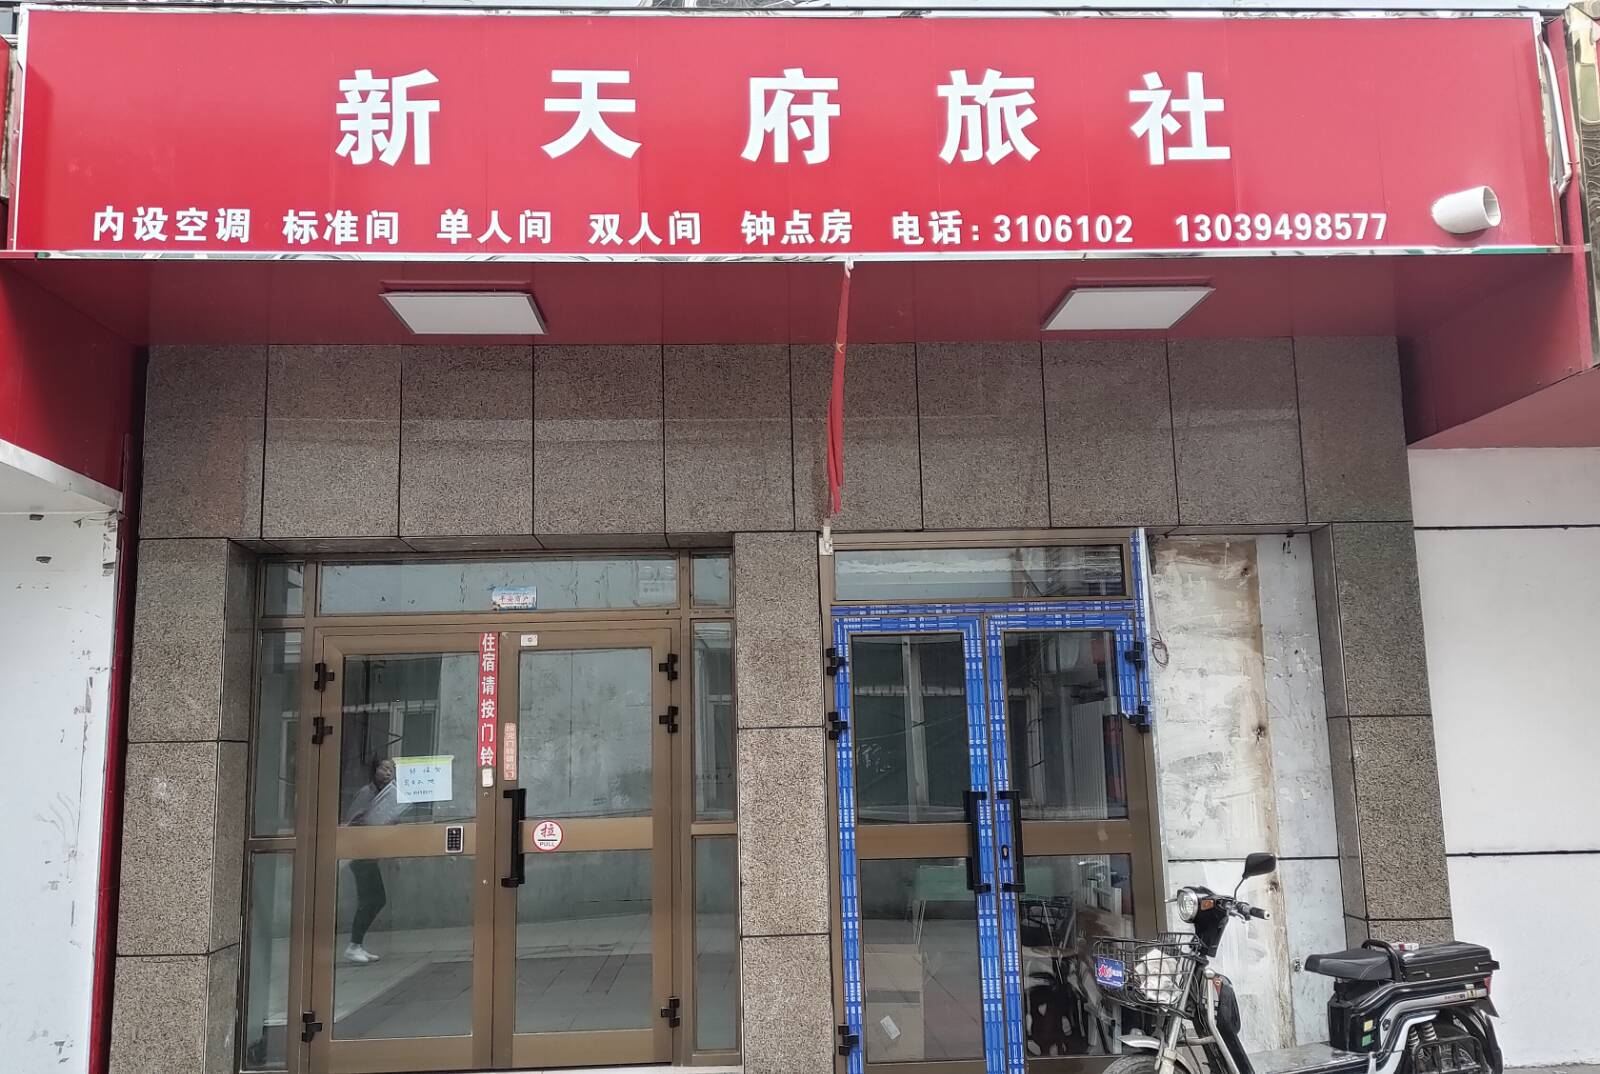 新天府旅社
内设空调 标准间 单人间 双人间 钟点房 电话：3106102 13039498577
住宿请按门铃
拉
PULL